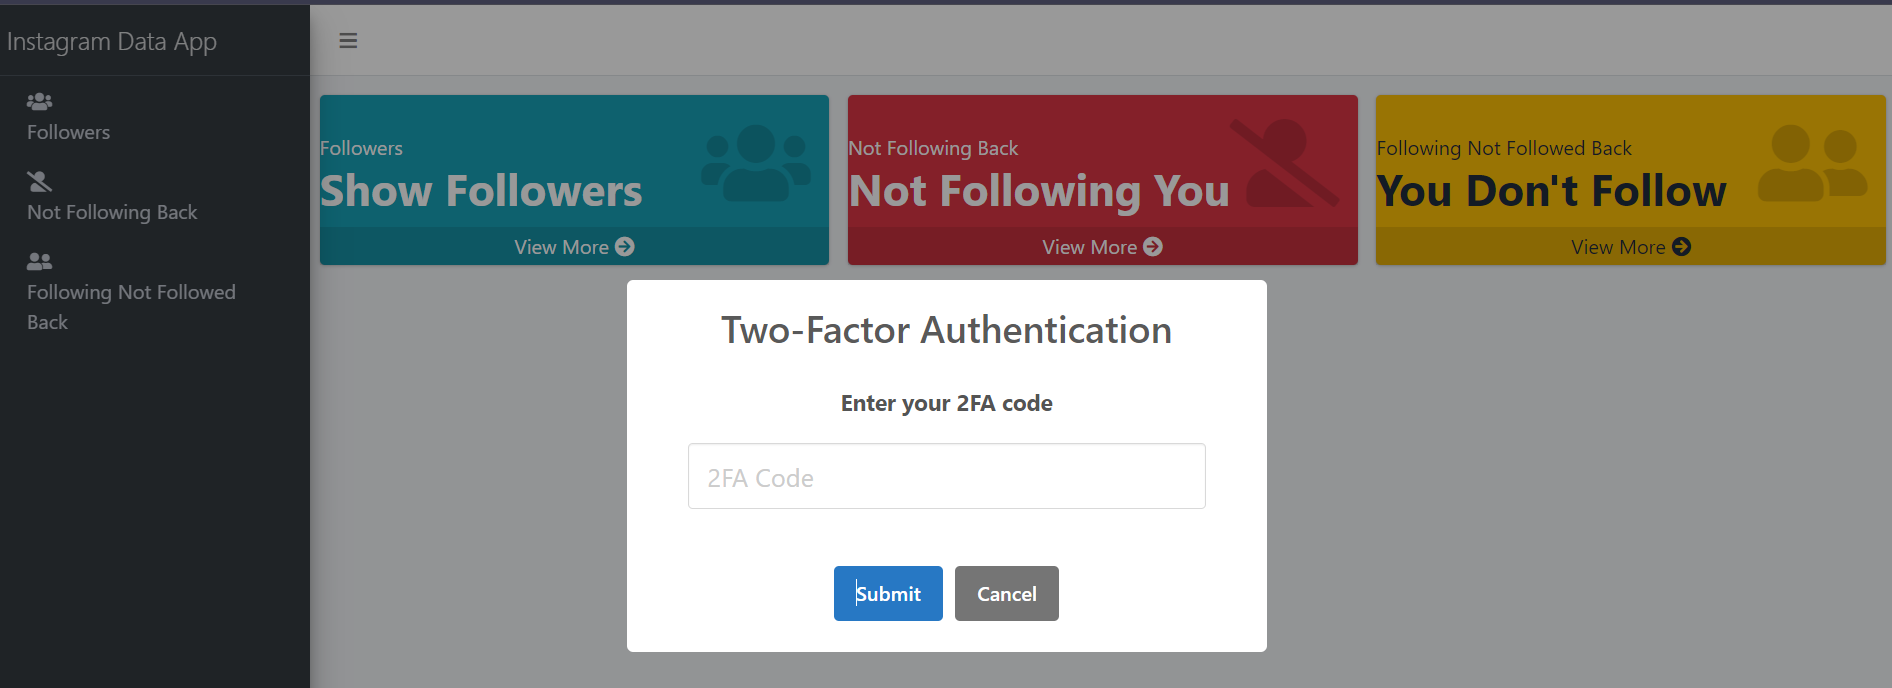 Instagram Data App
Followers
Not Following Back
Following Not Followed
Back
Followers
Show Followers
View More
Not Following Back
Not Following You
View More
Following Not Followed Back
You Don't Follow
View More
Two-Factor Authentication
Enter your 2FA code
2FA Code
Submit
Cancel